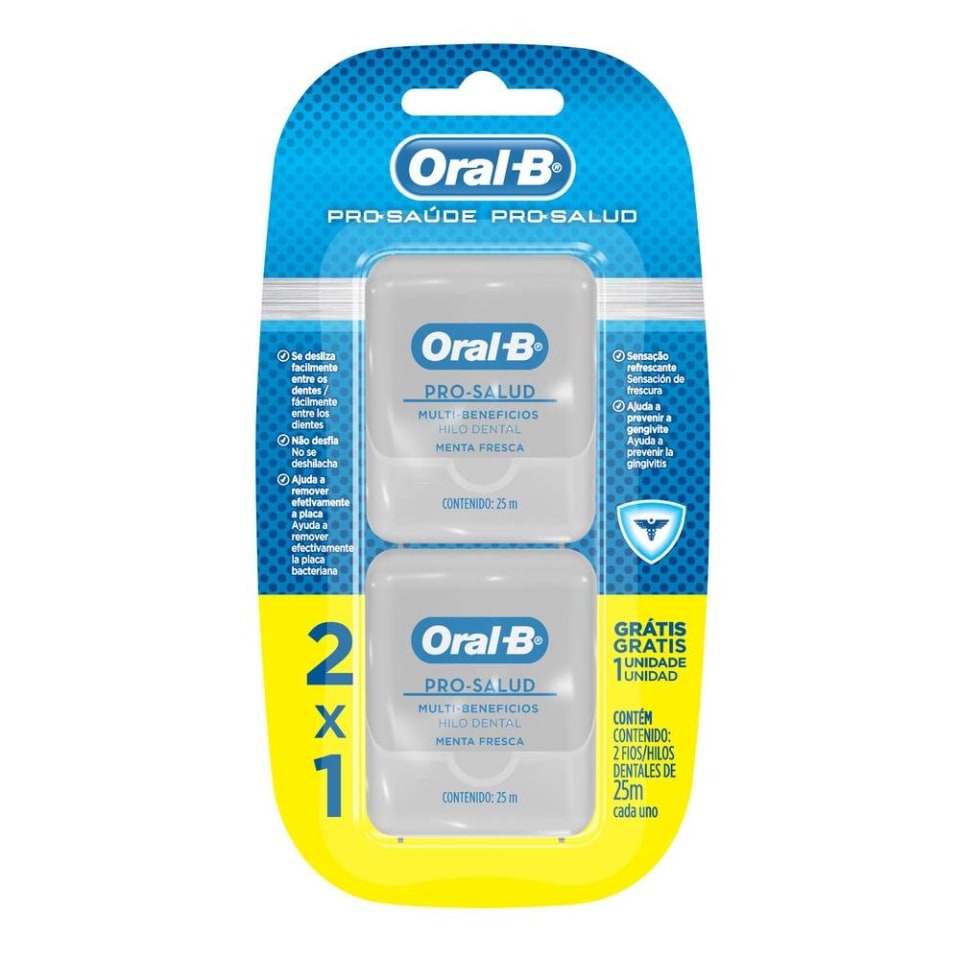 Oral-B®
PRO-SAÚDE PRO-SALUD
Oral-B®
PRO-SALUD
MULTI-BENEFICIOS
HILO DENTAL
MENTA FRESCA
CONTENIDO: 25 m
Se desliza
facilmente
entre os
dentes /
fácilmente
entre los
dientes
Não desfia
No se
deshilacha
Ajuda a
remover
efetivamente
a placa
Ayuda a
remover
efectivamente
la placa
bacteriana
Sensação
refrescante
Sensación de
frescura
Ajuda a
prevenir a
gengivite
Ayuda a
prevenir la
gingivitis
Oral-B®
PRO-SALUD
MULTI-BENEFICIOS
HILO DENTAL
MENTA FRESCA
CONTENIDO: 25 m
2
x
1
GRÁTIS
GRATIS
1 UNIDADE
UNIDAD
CONTÉM
CONTENIDO:
2 FIOS/HILOS
DENTALES DE
25m
cada uno